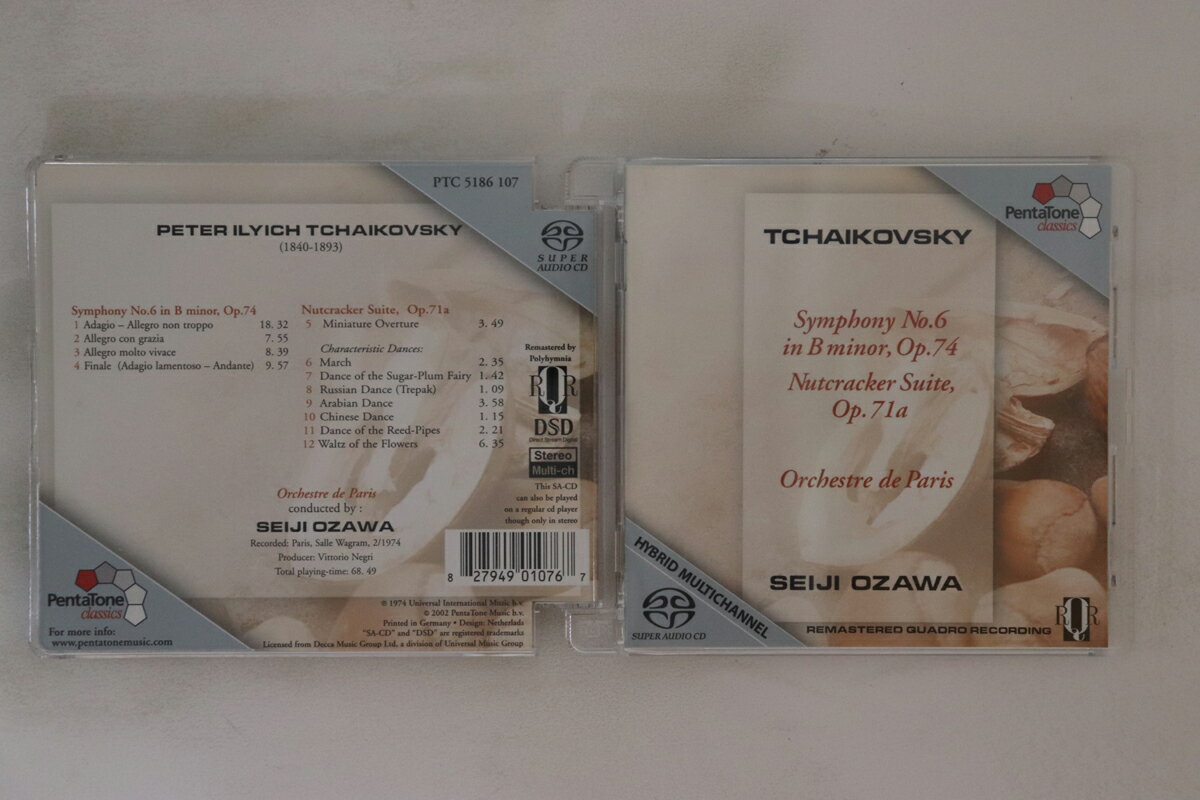 PTC 5186 107
PETER ILYICH TCHAIKOVSKY
(1840-1893)
SUPER
AUDIO CD
Symphony No.6 in B minor, Op.74
1 Adagio – Allegro non troppo 18. 32
2 Allegro con grazia 7. 55
3 Allegro molto vivace 8. 39
4 Finale (Adagio lamentoso – Andante) 9. 57
Nutcracker Suite, Op.71a
5 Miniature Overture 3. 49
Characteristic Dances:
6 March 2. 35
7 Dance of the Sugar-Plum Fairy 1. 42
8 Russian Dance (Trepak) 1. 09
9 Arabian Dance 3. 58
10 Chinese Dance 1. 15
11 Dance of the Reed-Pipes 2. 21
12 Waltz of the Flowers 6. 35
Remastered by
Polyhymnia
RQR
DSD
Direct Stream Digital
Stereo
Multi-ch
This SA-CD
can also be played
on a regular cd player
though only in stereo
Orchestre de Paris
conducted by :
SEIJI OZAWA
Recorded: Paris, Salle Wagram, 2/1974
Producer: Vittorio Negri
Total playing-time: 68. 49
8 27949 01076 7
PentaTone
classics
For more info:
www.pentatonemusic.com
℗ 1974 Universal International Music b.v.
© 2002 PentaTone Music b.v.
Printed in Germany • Design: Netherlads
"SA-CD" and "DSD" are registered trademarks
Licensed from Decca Music Group Ltd, a division of Universal Music Group
PentaTone
classics
TCHAIKOVSKY
Symphony No.6
in B minor, Op.74
Nutcracker Suite,
Op.71a
Orchestre de Paris
SEIJI OZAWA
HYBRID MULTICHANNEL
SUPER AUDIO CD
REMASTERED QUADRO RECORDING
RQR